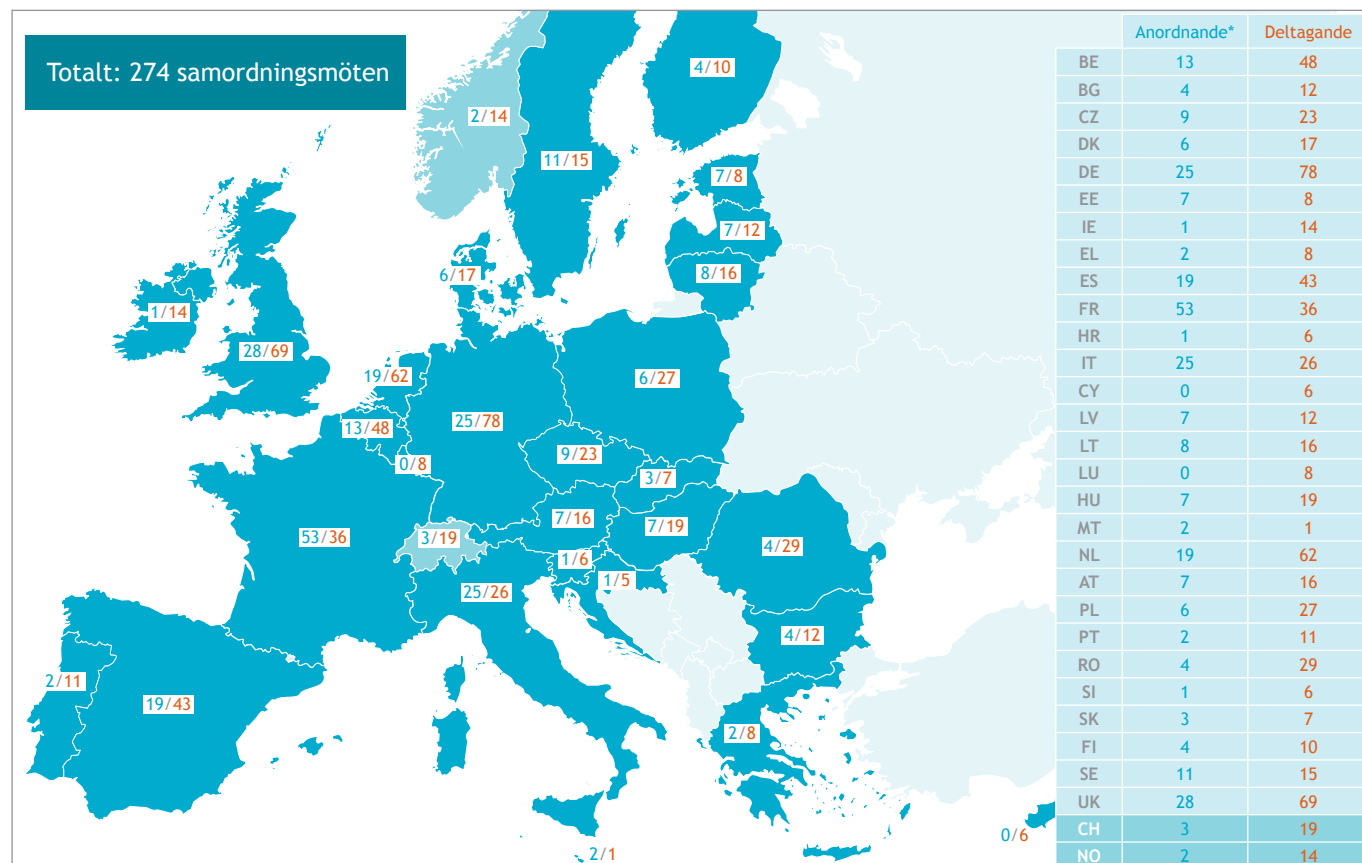 Totalt: 274 samordningsmöten
4/10
2/14
11/15
7/8
7/12
6/17
8/16
1/14
28/69
19/62
6/27
13/48
25/78
0/8
9/23
3/7
7/16
7/19
53/36
3/19
4/29
1/6
1/5
25/26
4/12
2/11
19/43
2/8
0/6
2/1
Anordnande* Deltagande
BE 13 48
BG 4 12
CZ 9 23
DK 6 17
DE 25 78
EE 7 8
IE 1 14
EL 2 8
ES 19 43
FR 53 36
HR 1 6
IT 25 26
CY 0 6
LV 7 12
LT 8 16
LU 0 8
HU 7 19
MT 2 1
NL 19 62
AT 7 16
PL 6 27
PT 2 11
RO 4 29
SI 1 6
SK 3 7
FI 4 10
SE 11 15
UK 28 69
CH 3 19
NO 2 14